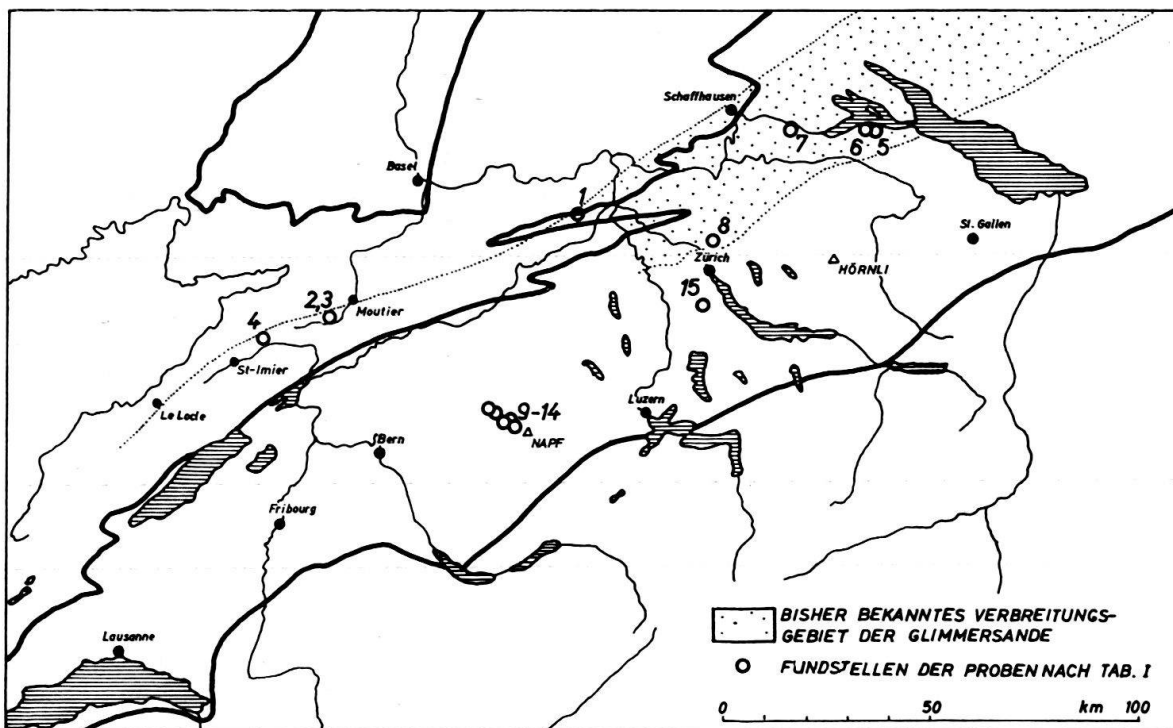 Schaffhausen
7
6
5
Basel
1
St. Gallen
8
Zürich
HÖRNLI
15
2,3
Moutier
4
St-Imier
Le Locle
9-14
Luzern
NAPF
Bern
Fribourg
Lausanne
BISHER BEKANNTES VERBREITUNGS-
GEBIET DER GLIMMERSANDE
FUNDSTELLEN DER PROBEN NACH TAB. I
0 50 km 100